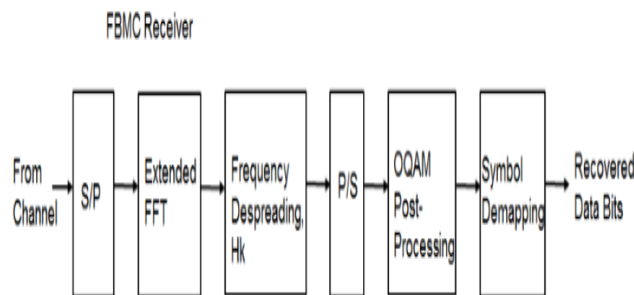 FBMC Receiver
From
Channel
S/P
Extended
FFT
Frequency
Despreading,
Hk
P/S
OQAM
Post-
Processing
Symbol
Demapping
Recovered
Data Bits